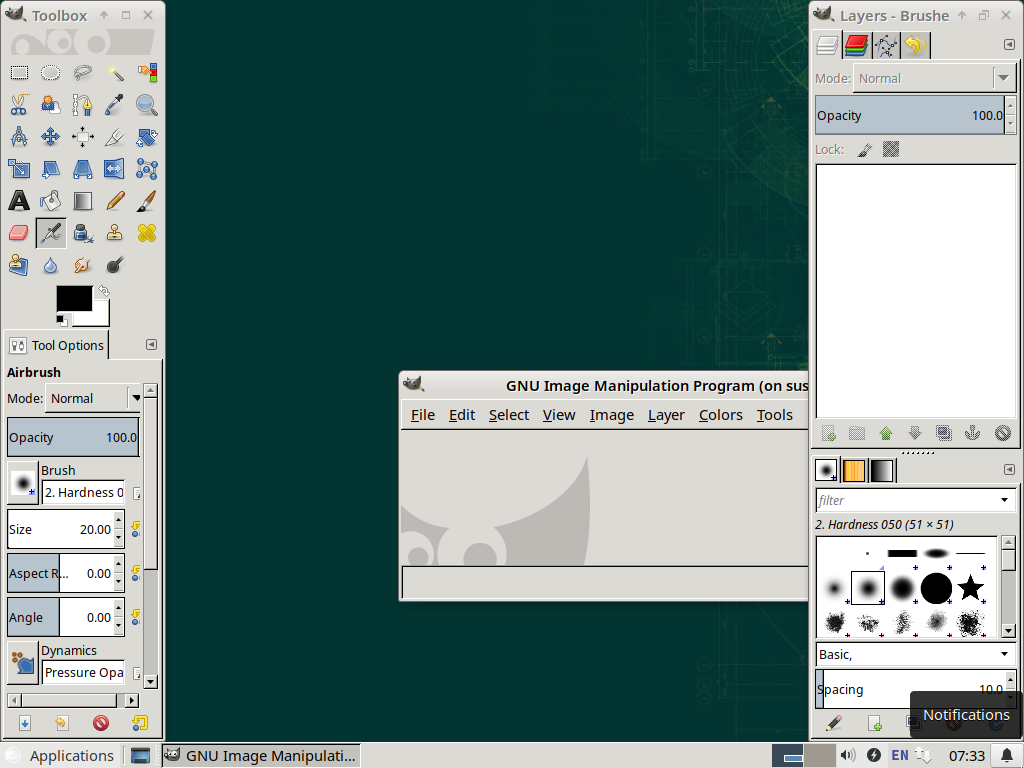 Toolbox
Tool Options
Airbrush
Mode: Normal
Opacity 100.0
Brush
2. Hardness 0
Size 20.00
Aspect R... 0.00
Angle 0.00
Dynamics
Pressure Opa
GNU Image Manipulation Program (on sus
File Edit Select View Image Layer Colors Tools
Layers - Brushe
Mode: Normal
Opacity 100.0
Lock:
filter
2. Hardness 050 (51 × 51)
Basic,
Spacing 10.0
Notifications
Applications
GNU Image Manipulati...
EN
07:33